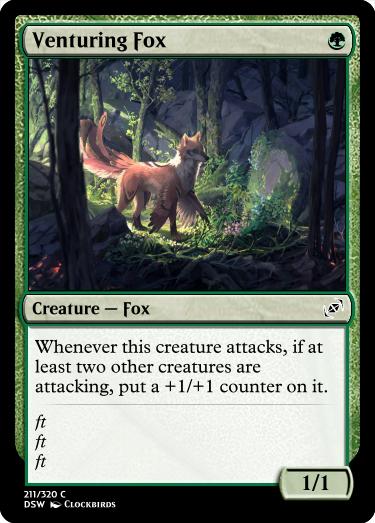 Venturing Fox
Creature — Fox
Whenever this creature attacks, if at
least two other creatures are
attacking, put a +1/+1 counter on it.
ft
ft
ft
1/1
211/320 C
DSW Clockbirds